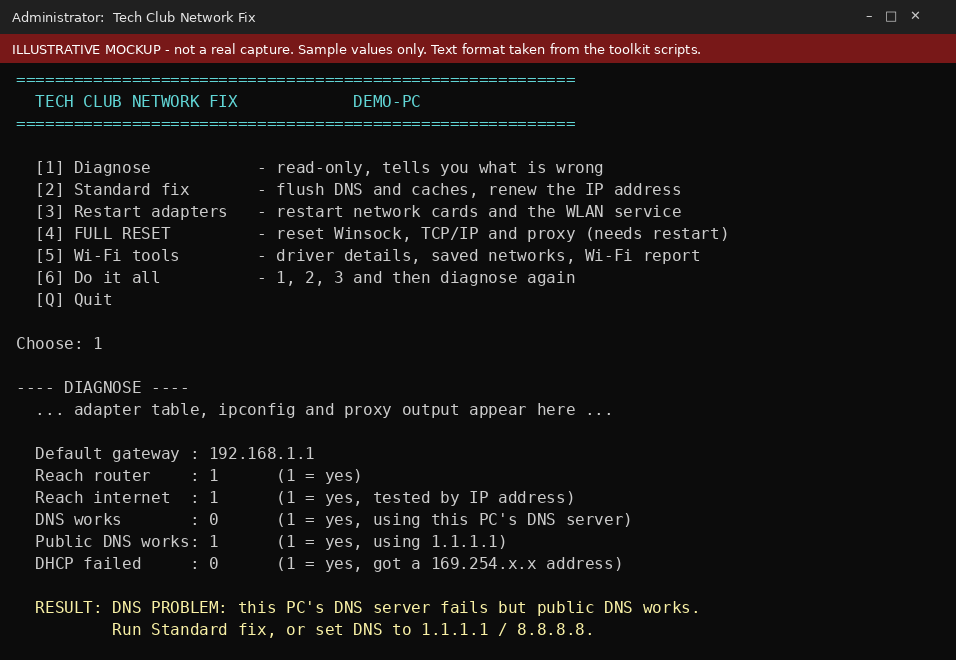 Administrator:  Tech Club Network Fix
ILLUSTRATIVE MOCKUP - not a real capture. Sample values only. Text format taken from the toolkit scripts.
==========================================================
  TECH CLUB NETWORK FIX            DEMO-PC
==========================================================
  [1] Diagnose           - read-only, tells you what is wrong
  [2] Standard fix       - flush DNS and caches, renew the IP address
  [3] Restart adapters   - restart network cards and the WLAN service
  [4] FULL RESET         - reset Winsock, TCP/IP and proxy (needs restart)
  [5] Wi-Fi tools        - driver details, saved networks, Wi-Fi report
  [6] Do it all          - 1, 2, 3 and then diagnose again
  [Q] Quit
Choose: 1
---- DIAGNOSE ----
  ... adapter table, ipconfig and proxy output appear here ...
  Default gateway : 192.168.1.1
  Reach router    : 1      (1 = yes)
  Reach internet  : 1      (1 = yes, tested by IP address)
  DNS works       : 0      (1 = yes, using this PC's DNS server)
  Public DNS works: 1      (1 = yes, using 1.1.1.1)
  DHCP failed     : 0      (1 = yes, got a 169.254.x.x address)
  RESULT: DNS PROBLEM: this PC's DNS server fails but public DNS works.
          Run Standard fix, or set DNS to 1.1.1.1 / 8.8.8.8.